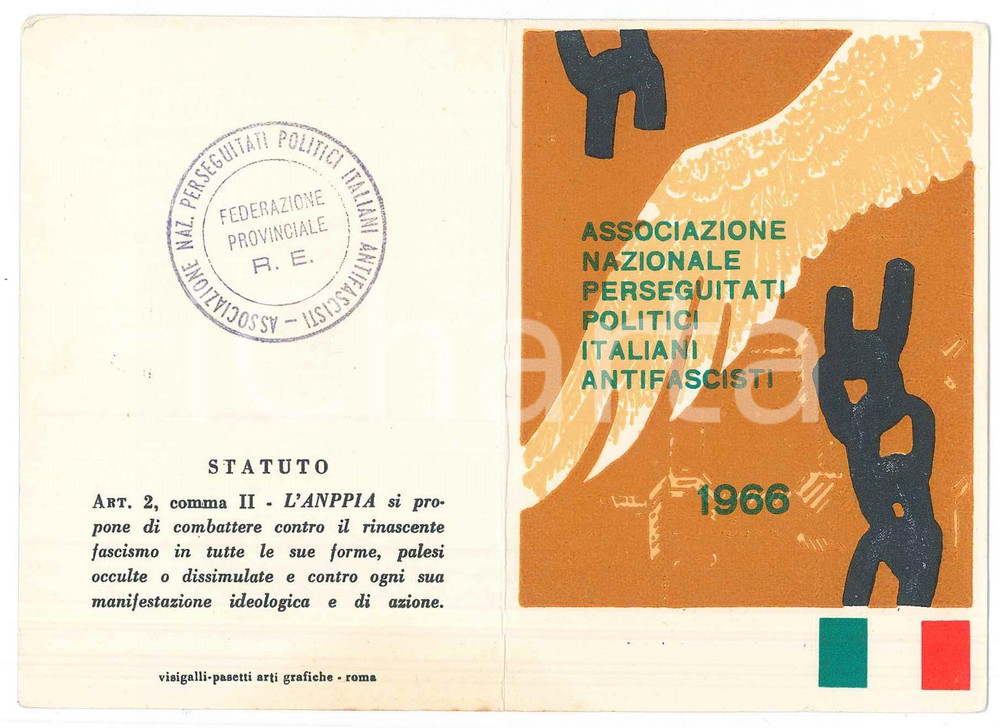 ASSOCIAZIONE NAZ. PERSEGUITATI POLITICI ITALIANI ANTIFASCISTI –
FEDERAZIONE
PROVINCIALE
R. E.
STATUTO
ART. 2, comma II - L'ANPPIA si pro-
pone di combattere contro il rinascente
fascismo in tutte le sue forme, palesi
occulte o dissimulate e contro ogni sua
manifestazione ideologica e di azione.
visigalli-pasetti arti grafiche - roma
ASSOCIAZIONE
NAZIONALE
PERSEGUITATI
POLITICI
ITALIANI
ANTIFASCISTI
1966